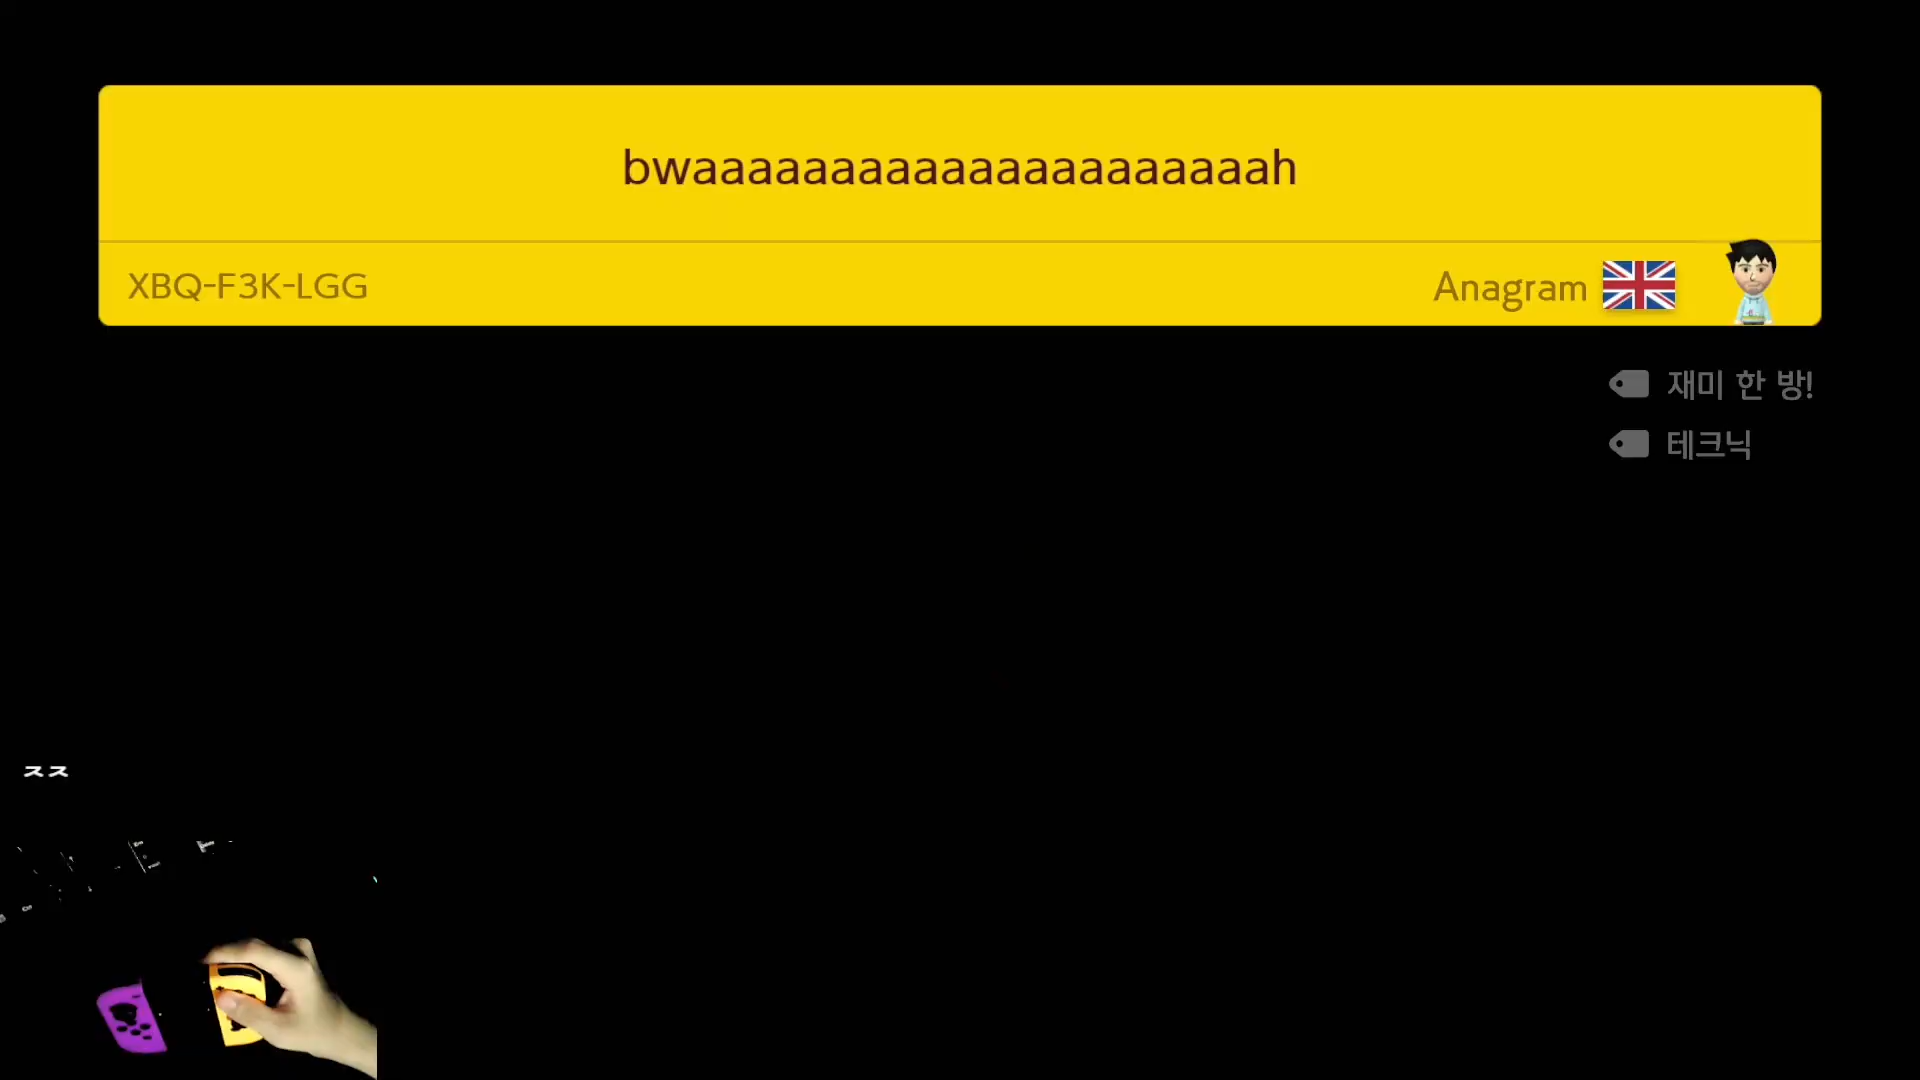 bwaaaaaaaaaaaaaaaaaaaaah
XBQ-F3K-LGG
Anagram
재미 한 방!
테크닉
ㅈㅈ